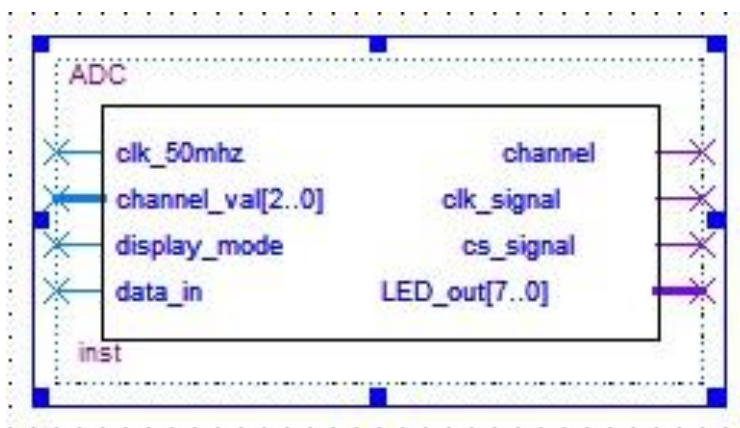 ADC
clk_50mhz channel
channel_val[2..0] clk_signal
display_mode cs_signal
data_in LED_out[7..0]
inst